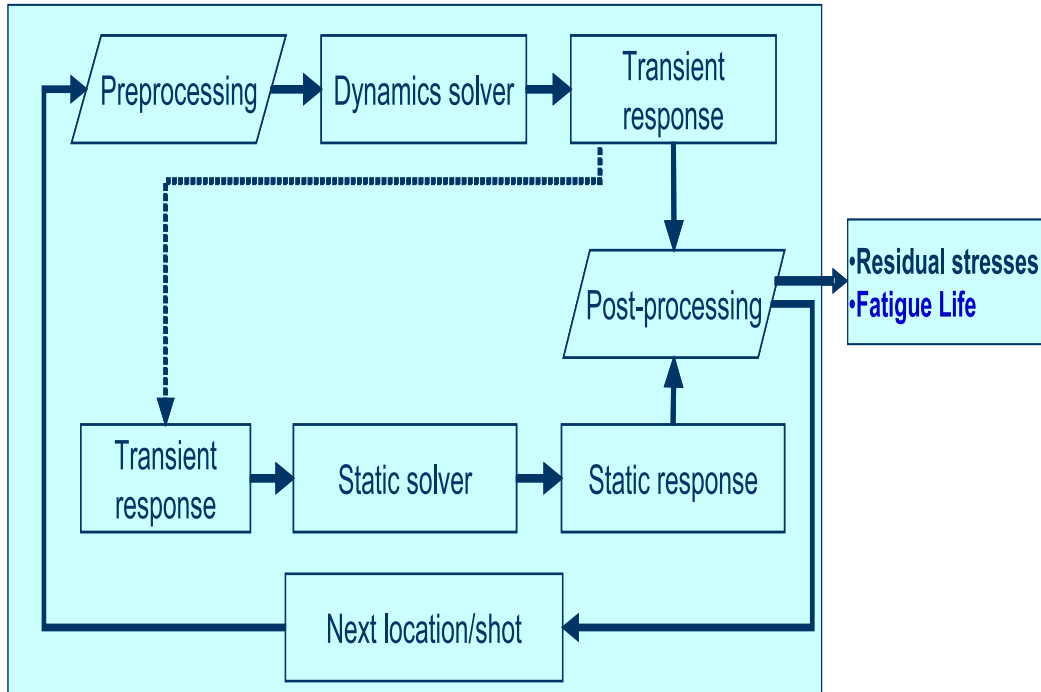 Preprocessing
Dynamics solver
Transient
response
Post-processing
•Residual stresses
•Fatigue Life
Transient
response
Static solver
Static response
Next location/shot